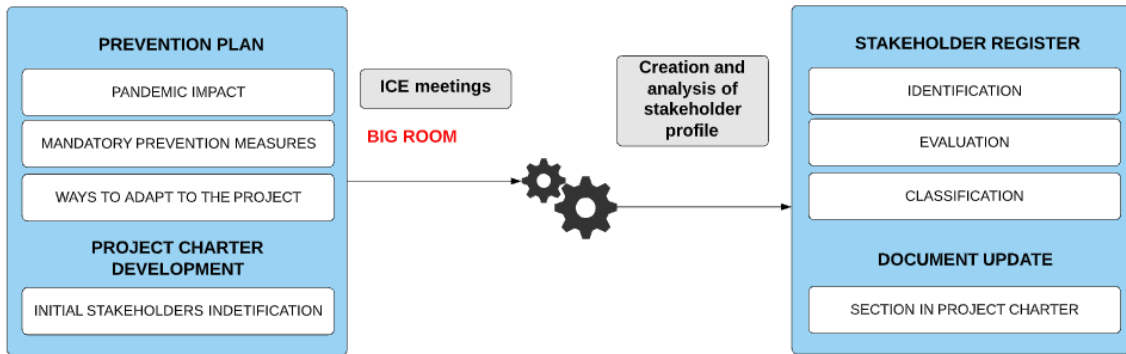 PREVENTION PLAN
PANDEMIC IMPACT
MANDATORY PREVENTION MEASURES
WAYS TO ADAPT TO THE PROJECT
PROJECT CHARTER
DEVELOPMENT
INITIAL STAKEHOLDERS INDETIFICATION
ICE meetings
BIG ROOM
Creation and
analysis of
stakeholder
profile
STAKEHOLDER REGISTER
IDENTIFICATION
EVALUATION
CLASSIFICATION
DOCUMENT UPDATE
SECTION IN PROJECT CHARTER